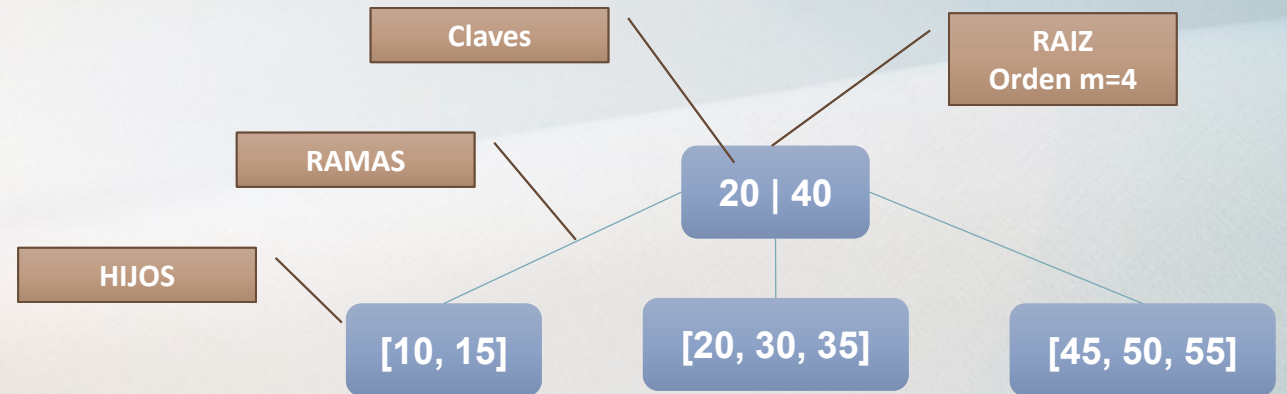 Claves
RAIZ
Orden m=4
RAMAS
20 | 40
HIJOS
[10, 15]
[20, 30, 35]
[45, 50, 55]